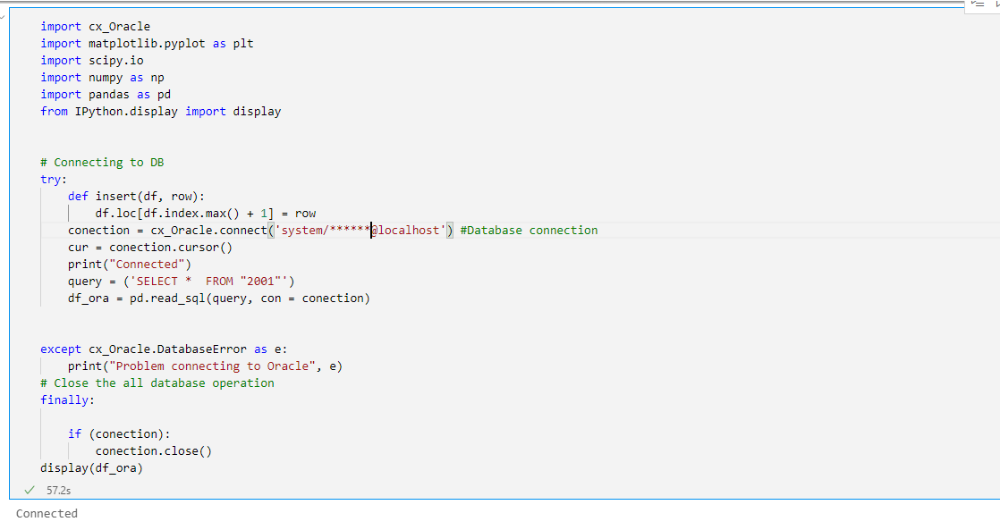 import cx_Oracle
import matplotlib.pyplot as plt
import scipy.io
import numpy as np
import pandas as pd
from IPython.display import display
# Connecting to DB
try:
def insert(df, row):
df.loc[df.index.max() + 1] = row
conection = cx_Oracle.connect('system/******@localhost') #Database connection
cur = conection.cursor()
print("Connected")
query = ('SELECT *  FROM "2001"')
df_ora = pd.read_sql(query, con = conection)
except cx_Oracle.DatabaseError as e:
print("Problem connecting to Oracle", e)
# Close the all database operation
finally:
if (conection):
conection.close()
display(df_ora)
57.2s
Connected